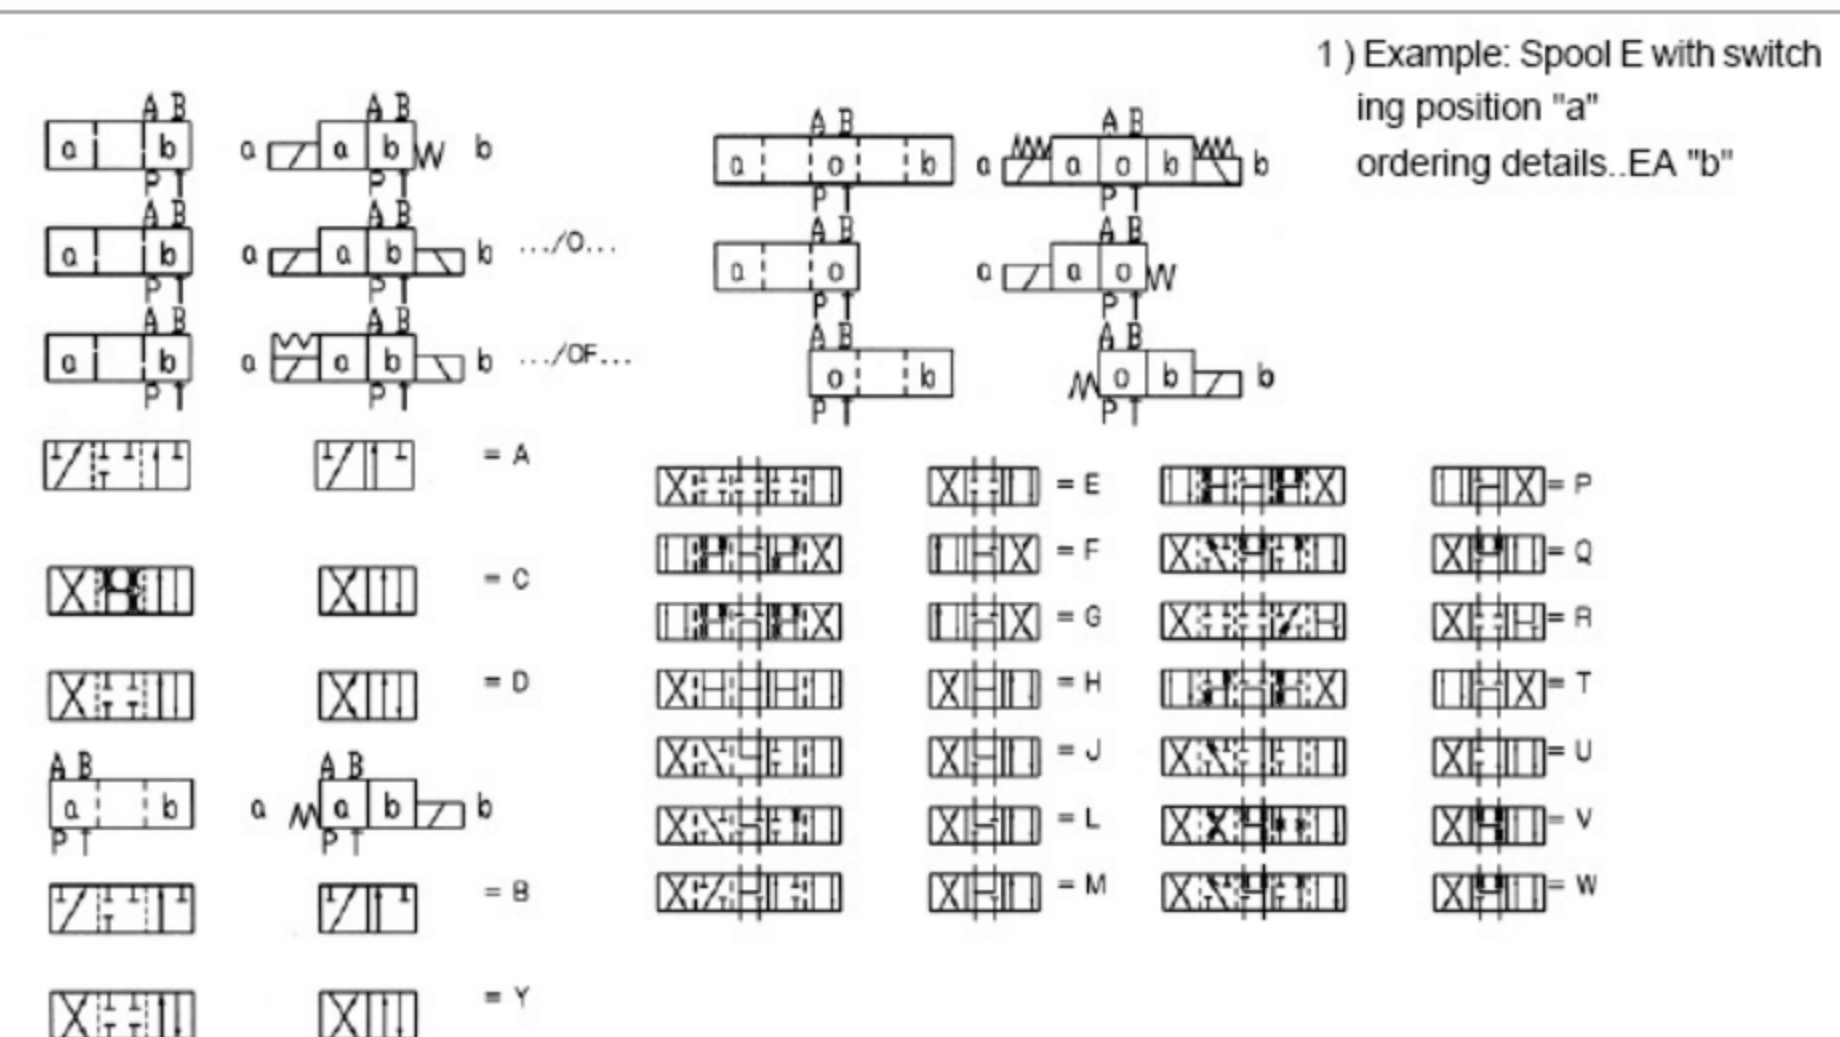 1 ) Example: Spool E with switch
ing position "a"
ordering details..EA "b"
A B A B
a b a a b b
P T P T
A B A B
a b a a b b .../O...
P T P T
A B A B
a b a a b b .../OF...
P T P T
= A
= C
= D
A B A B
a b a a b b
P T P T
= B
= Y
A B A B
a o b a a o b b
P T P T
A B A B
a o a a o
P T P T
A B A B
o b o b b
P T P T
= E
= F
= G
= H
= J
= L
= M
= P
= Q
= R
= T
= U
= V
= W